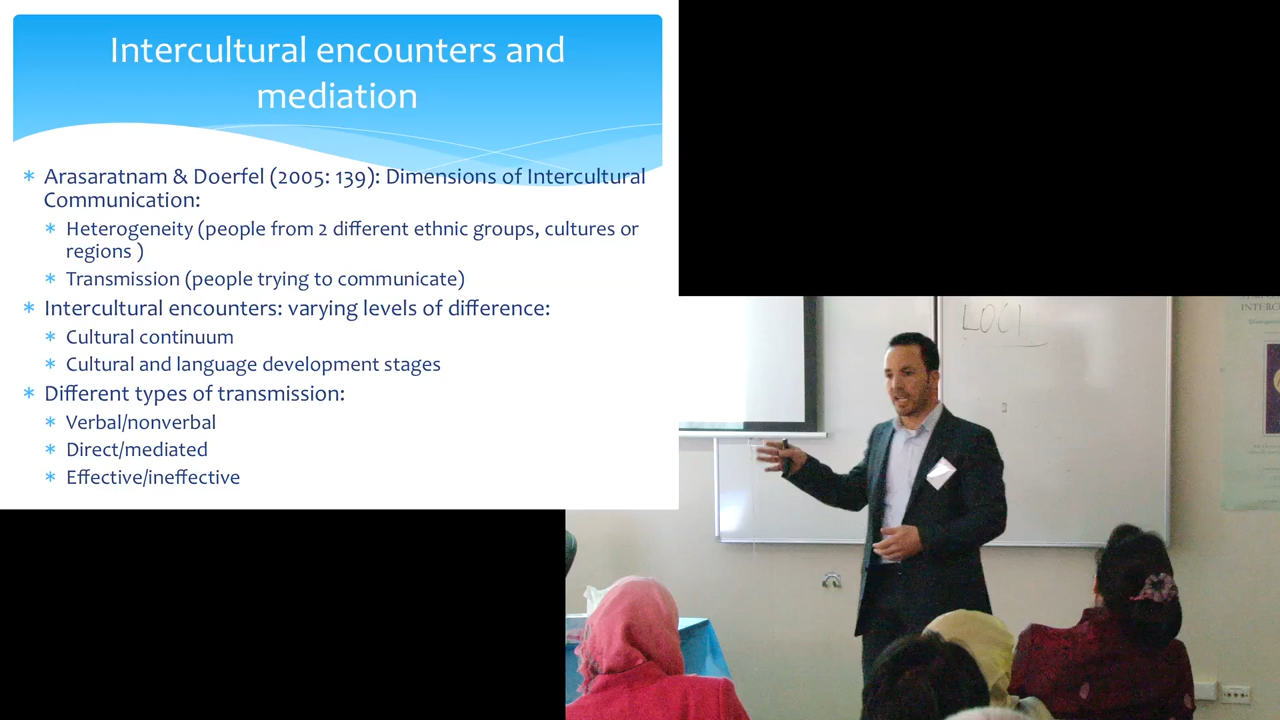 Intercultural encounters and
mediation
* Arasaratnam & Doerfel (2005: 139): Dimensions of Intercultural
Communication:
* Heterogeneity (people from 2 different ethnic groups, cultures or
regions )
* Transmission (people trying to communicate)
* Intercultural encounters: varying levels of difference:
* Cultural continuum
* Cultural and language development stages
* Different types of transmission:
* Verbal/nonverbal
* Direct/mediated
* Effective/ineffective
LOCI